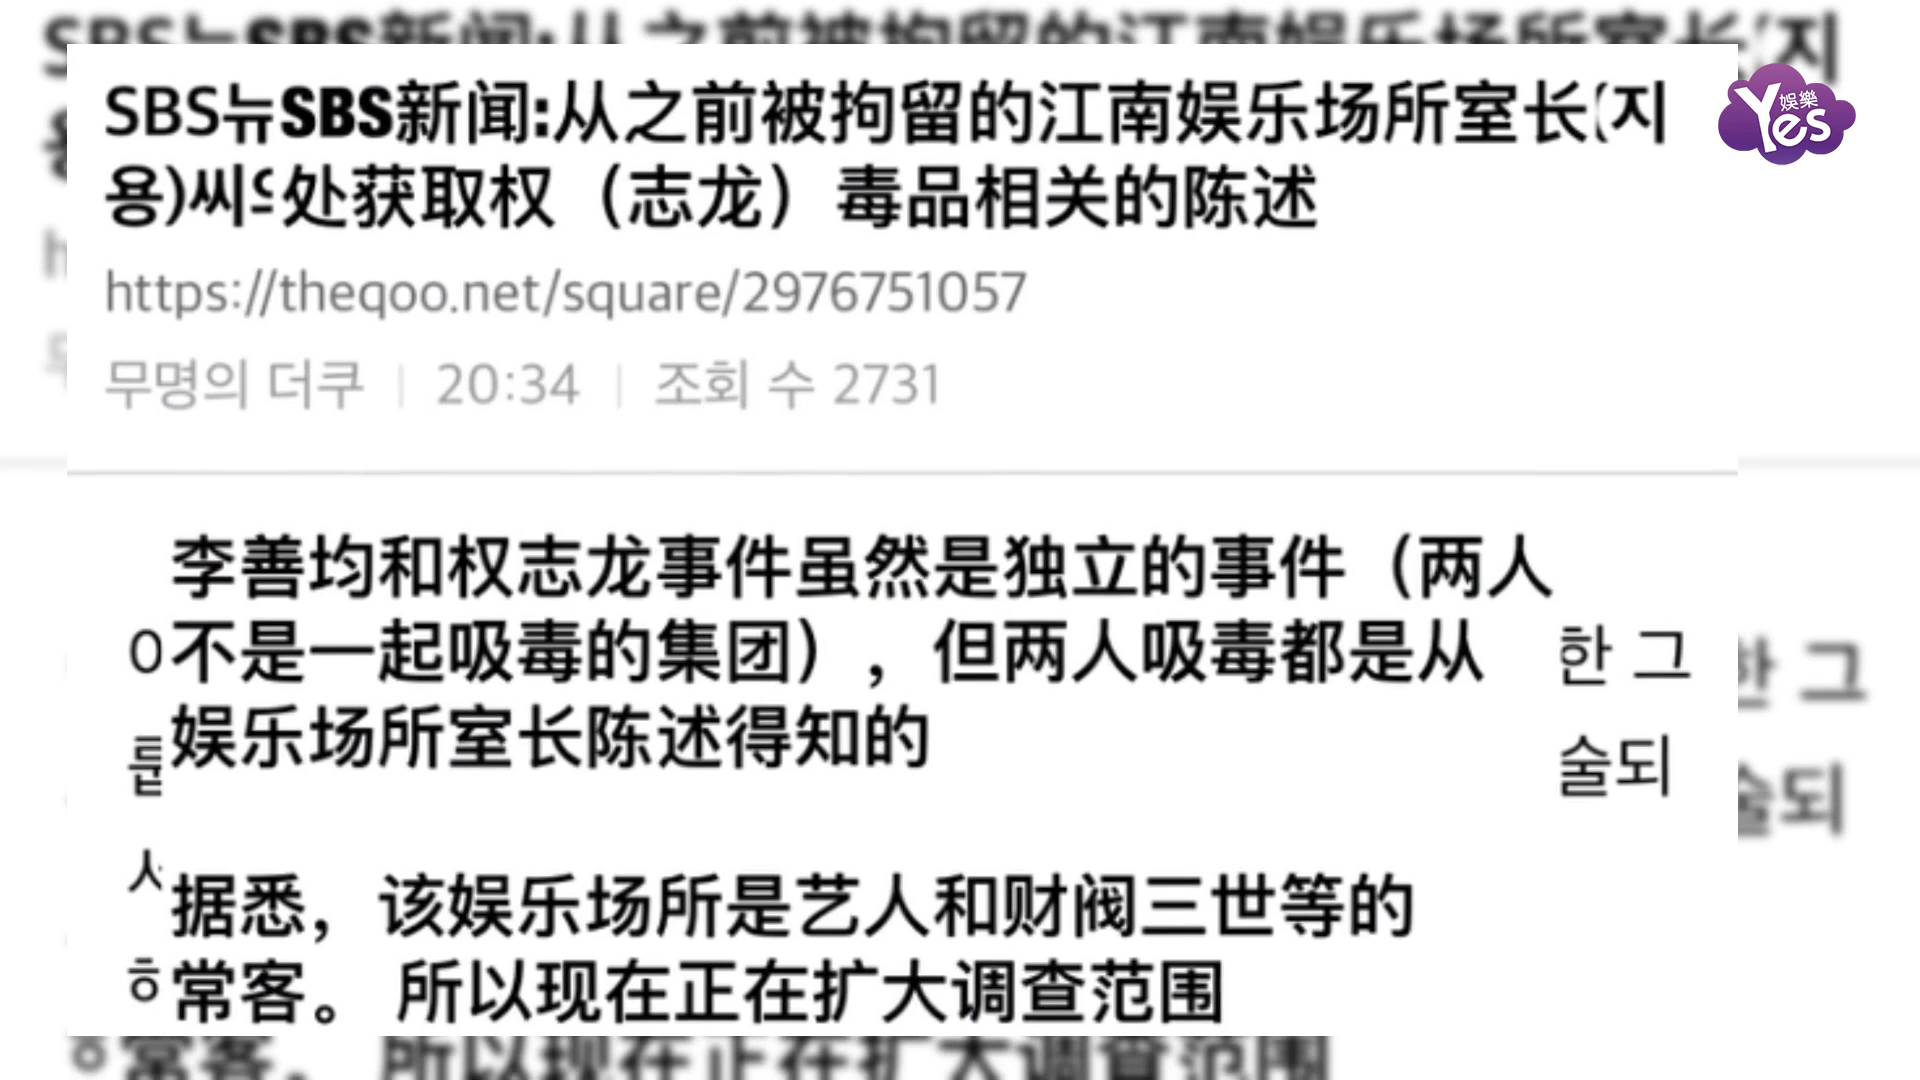 SBS뉴SBS新闻:从之前被拘留的江南娱乐场所室长(지
용)씨 处获取权（志龙）毒品相关的陈述
https://theqoo.net/square/2976751057
무명의 더쿠 | 20:34 | 조회 수 2731
李善均和权志龙事件虽然是独立的事件（两人
不是一起吸毒的集团），但两人吸毒都是从 한 그
娱乐场所室长陈述得知的 술되
据悉，该娱乐场所是艺人和财阀三世等的
常客。 所以现在正在扩大调查范围
Yes 娛樂